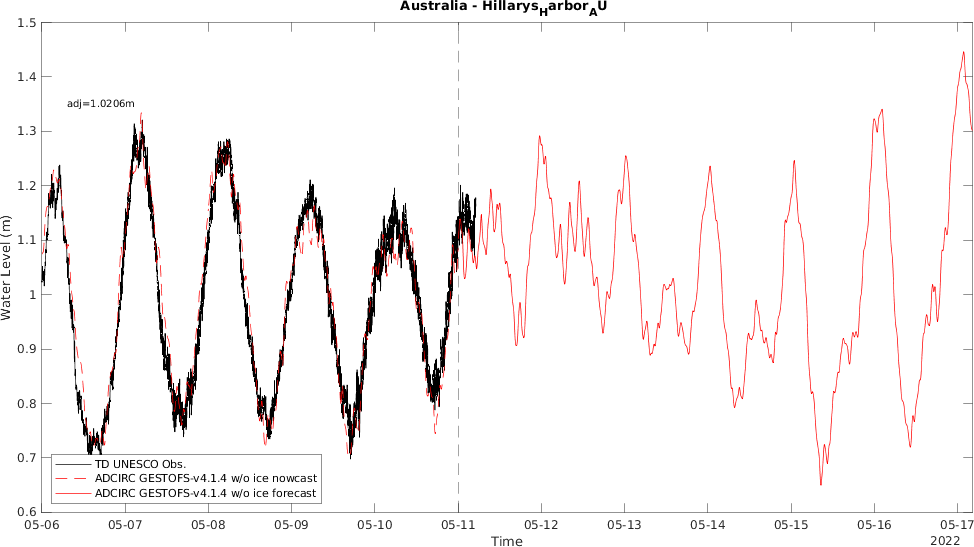 Australia - HillarysHarborAU
1.5
1.4
adj=1.0206m
1.3
1.2
1.1
Water Level (m)
1
0.9
0.8
0.7
TD UNESCO Obs.
ADCIRC GESTOFS-v4.1.4 w/o ice nowcast
ADCIRC GESTOFS-v4.1.4 w/o ice forecast
0.6
05-06 05-07 05-08 05-09 05-10 05-11 05-12 05-13 05-14 05-15 05-16 05-17
Time 2022